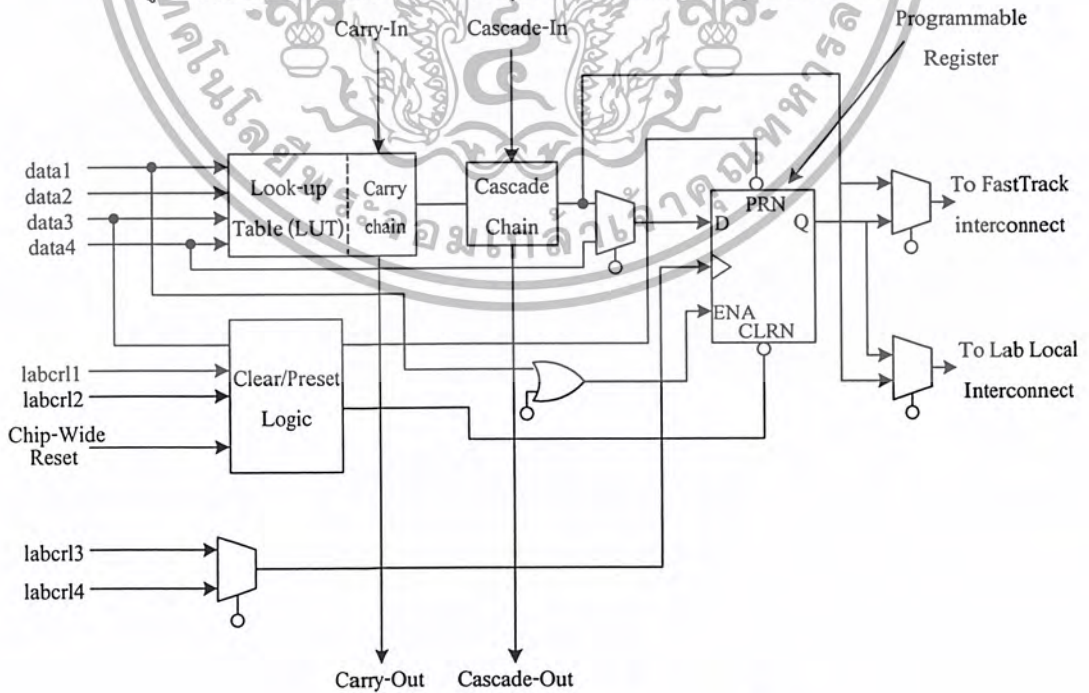 Carry-In
Cascade-In
Programmable
Register
data1
data2
data3
data4
Look-up
Table (LUT)
Carry
chain
Cascade
Chain
PRN
D
Q
ENA
CLRN
To FastTrack
interconnect
To Lab Local
Interconnect
labcrl1
labcrl2
Chip-Wide
Reset
Clear/Preset
Logic
labcrl3
labcrl4
Carry-Out
Cascade-Out